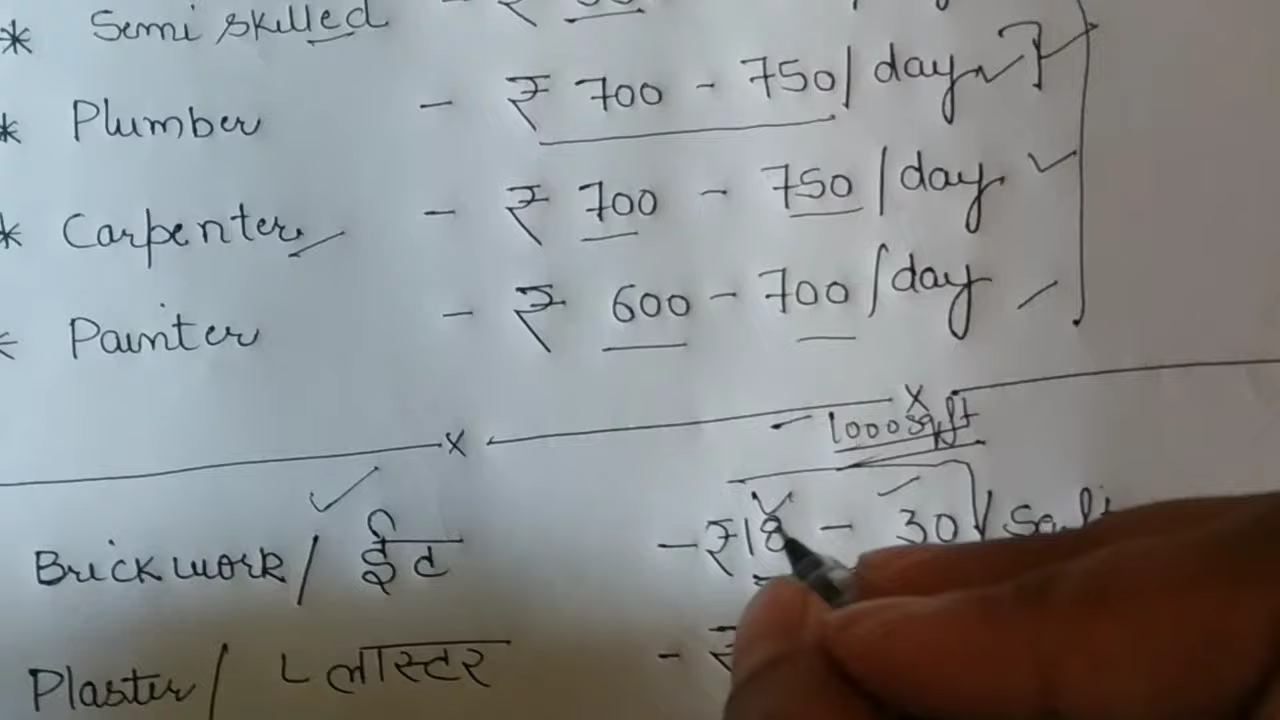 * Semi skilled - ₹
* Plumber - ₹ 700 - 750/day
* Carpenter - ₹ 700 - 750/day
* Painter - ₹ 600 - 700/day
x x
- 1000 sqft
Brickwork/ ईट - ₹18 - 30/
Plaster/ प्लास्टर - ₹